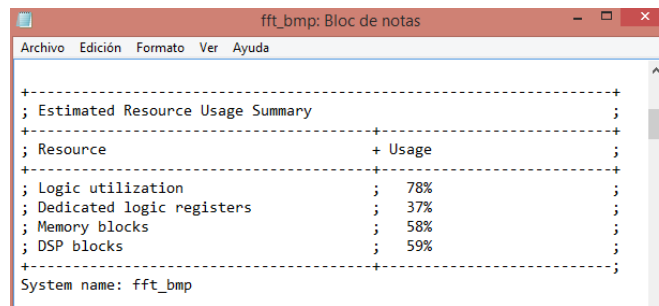 fft_bmp: Bloc de notas
Archivo Edición Formato Ver Ayuda
+-----------------------------------------------------------------------+
; Estimated Resource Usage Summary ;
+------------------------------------------+----------------------------+
; Resource + Usage ;
+------------------------------------------+----------------------------+
; Logic utilization ; 78% ;
; Dedicated logic registers ; 37% ;
; Memory blocks ; 58% ;
; DSP blocks ; 59% ;
+------------------------------------------+----------------------------;
System name: fft_bmp